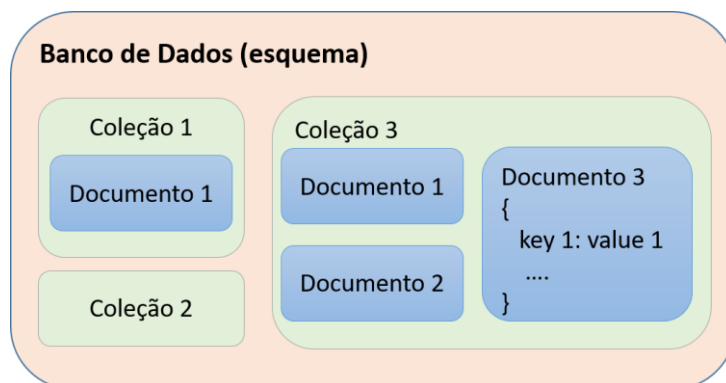 Banco de Dados (esquema)
Coleção 1
Documento 1
Coleção 2
Coleção 3
Documento 1
Documento 2
Documento 3
{
key 1: value 1
....
}